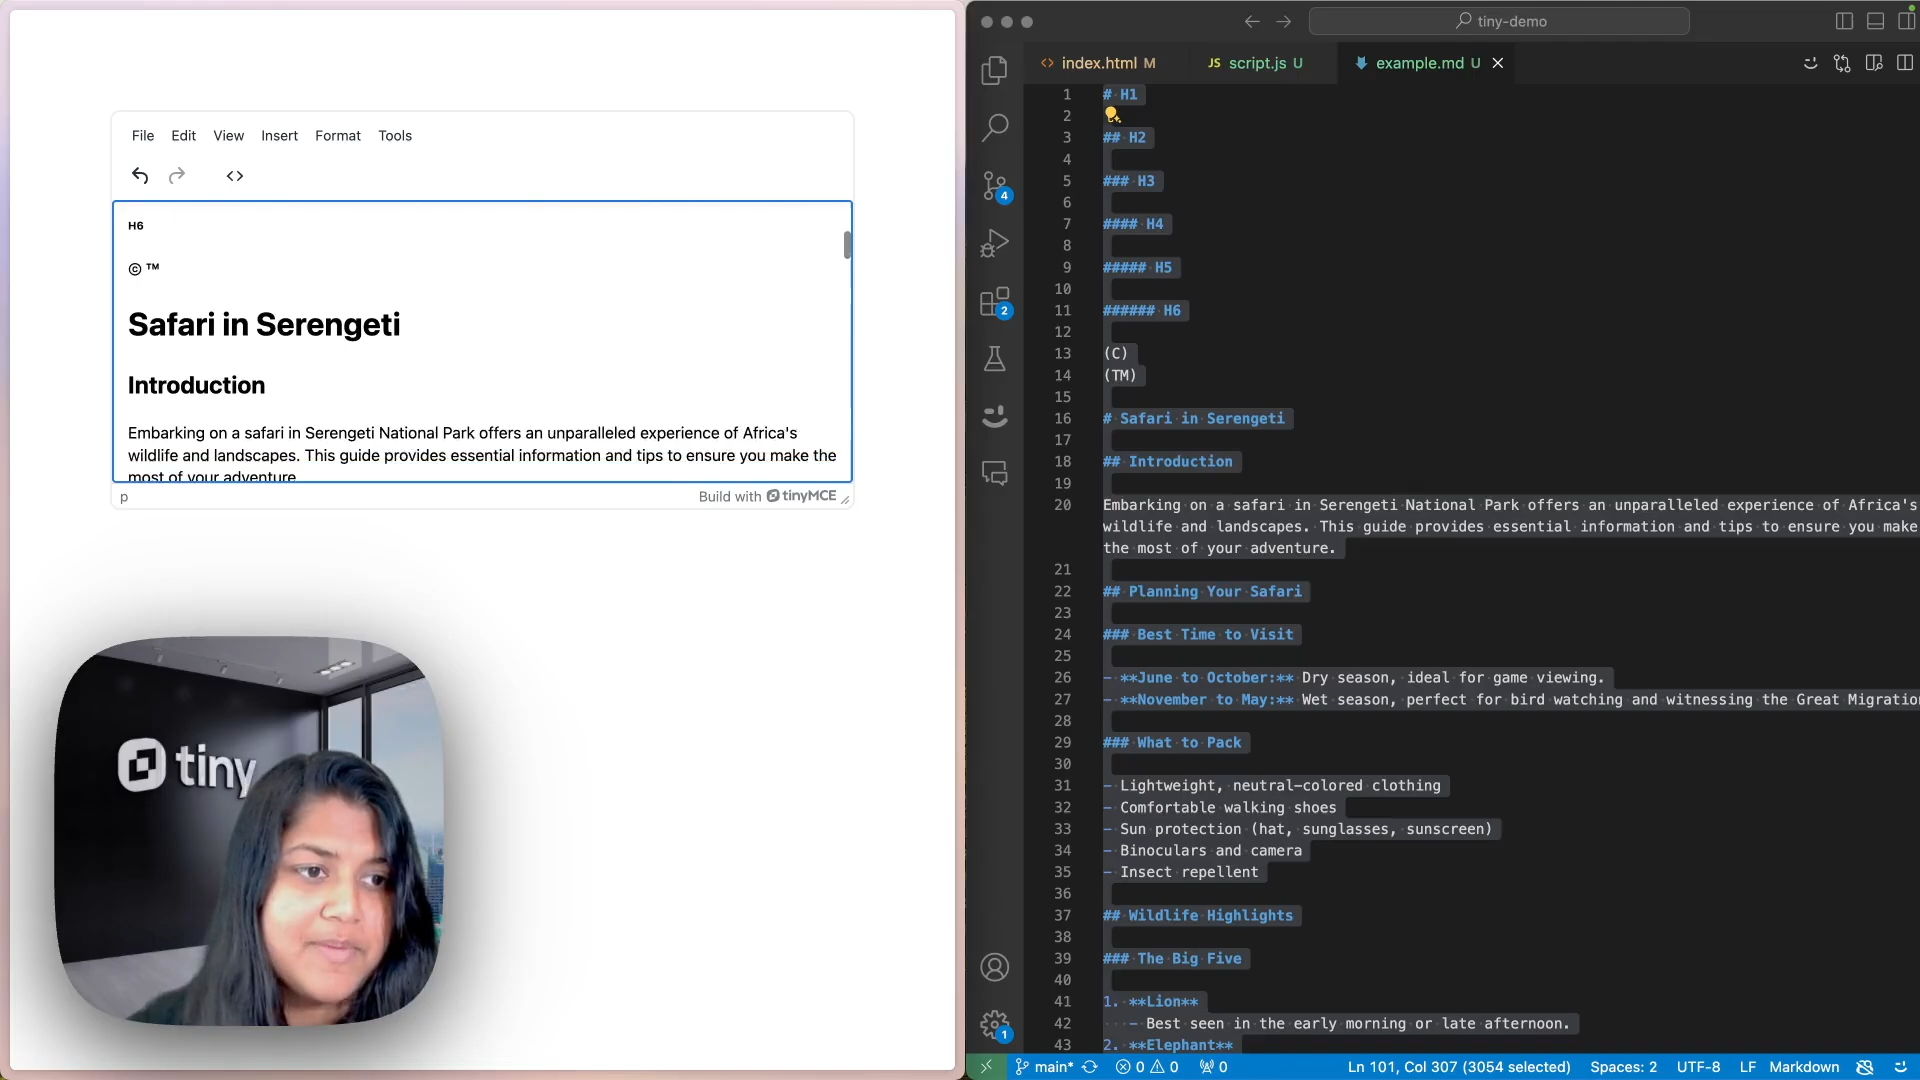 File Edit View Insert Format Tools
H6
© ™
Safari in Serengeti
Introduction
Embarking on a safari in Serengeti National Park offers an unparalleled experience of Africa's
wildlife and landscapes. This guide provides essential information and tips to ensure you make the
most of your adventure
p
Build with tinyMCE
tiny
tiny-demo
index.html M
JS script.js U
example.md U
1 # H1
2
3 ## H2
4
5 ### H3
6
7 #### H4
8
9 ##### H5
10
11 ###### H6
12
13 (C)
14 (TM)
15
16 # Safari in Serengeti
17
18 ## Introduction
19
20 Embarking on a safari in Serengeti National Park offers an unparalleled experience of Africa's
wildlife and landscapes. This guide provides essential information and tips to ensure you make
the most of your adventure.
21
22 ## Planning Your Safari
23
24 ### Best Time to Visit
25
26 - **June to October:** Dry season, ideal for game viewing.
27 - **November to May:** Wet season, perfect for bird watching and witnessing the Great Migration
28
29 ### What to Pack
30
31 - Lightweight, neutral-colored clothing
32 - Comfortable walking shoes
33 - Sun protection (hat, sunglasses, sunscreen)
34 - Binoculars and camera
35 - Insect repellent
36
37 ## Wildlife Highlights
38
39 ### The Big Five
40
41 1. **Lion**
42 - Best seen in the early morning or late afternoon.
43 2. **Elephant**
4
2
1
main* 0 0 0 Ln 101, Col 307 (3054 selected) Spaces: 2 UTF-8 LF Markdown